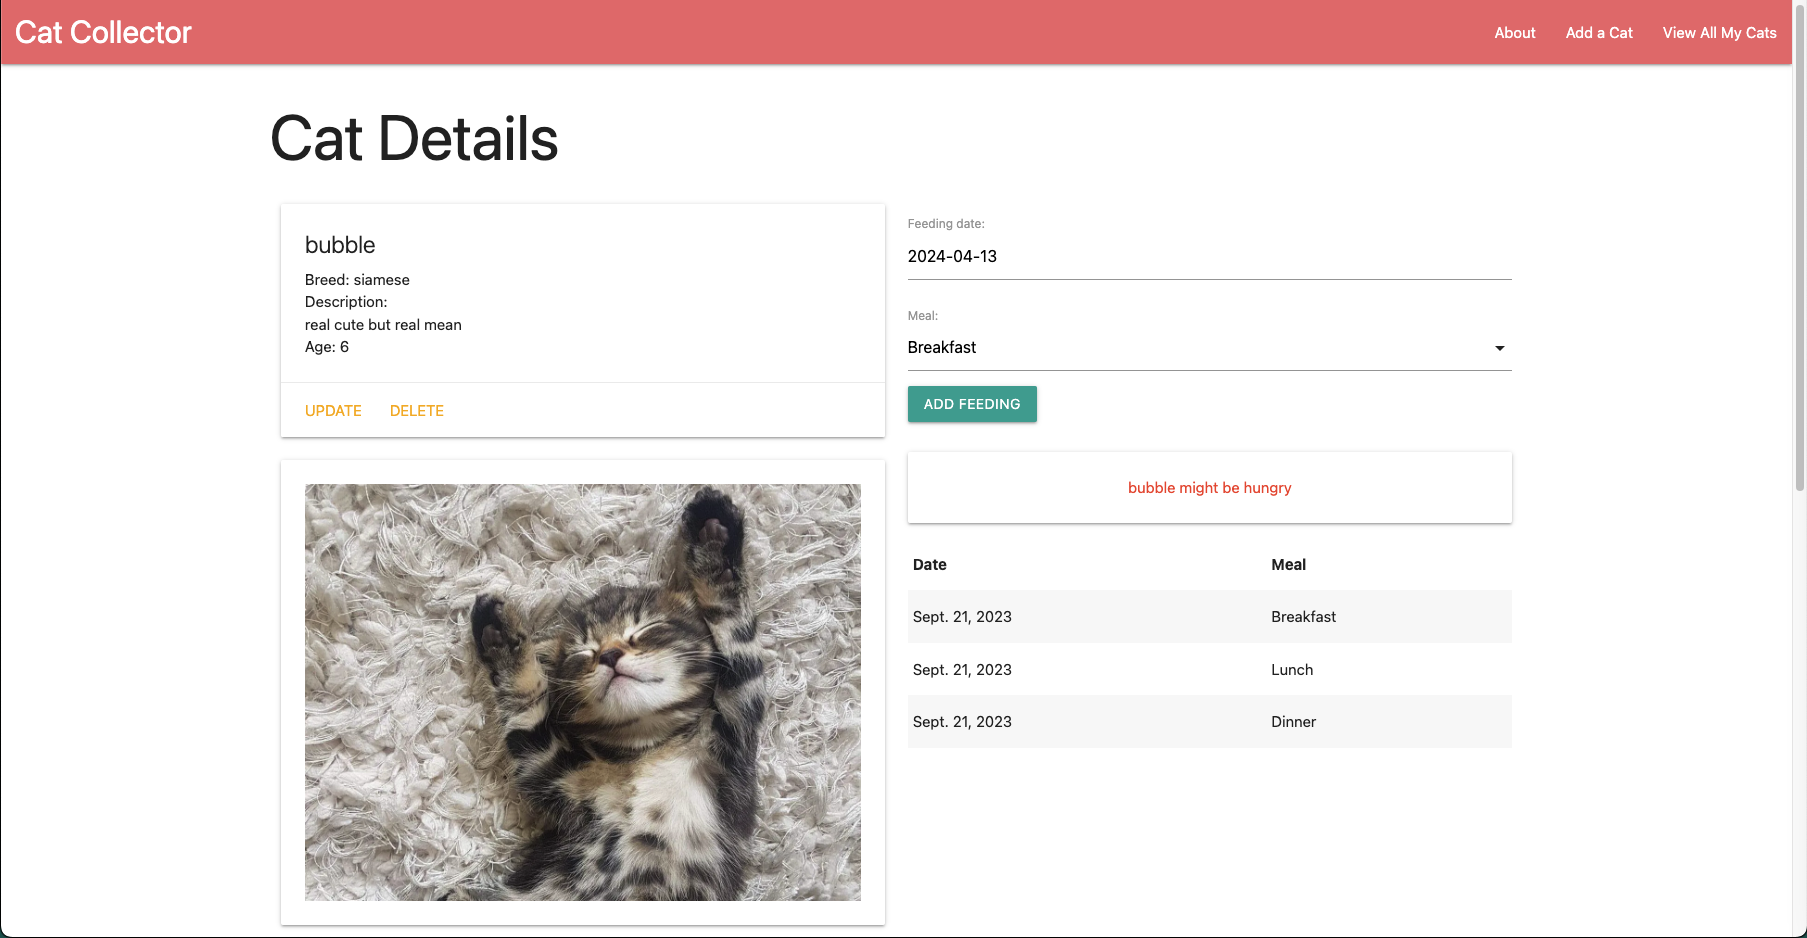 Cat Collector
About
Add a Cat
View All My Cats
Cat Details
bubble
Breed: siamese
Description:
real cute but real mean
Age: 6
UPDATE
DELETE
Feeding date:
2024-04-13
Meal:
Breakfast
ADD FEEDING
bubble might be hungry
Date Meal
Sept. 21, 2023 Breakfast
Sept. 21, 2023 Lunch
Sept. 21, 2023 Dinner